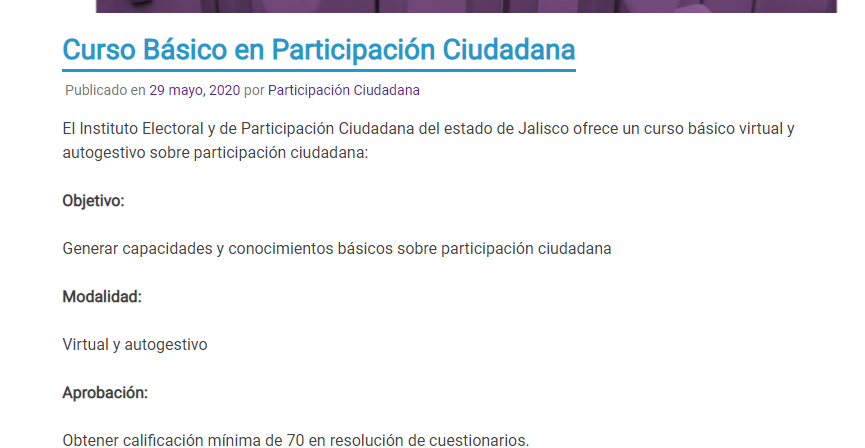 Curso Básico en Participación Ciudadana
Publicado en 29 mayo, 2020 por Participación Ciudadana
El Instituto Electoral y de Participación Ciudadana del estado de Jalisco ofrece un curso básico virtual y
autogestivo sobre participación ciudadana:
Objetivo:
Generar capacidades y conocimientos básicos sobre participación ciudadana
Modalidad:
Virtual y autogestivo
Aprobación:
Obtener calificación mínima de 70 en resolución de cuestionarios.